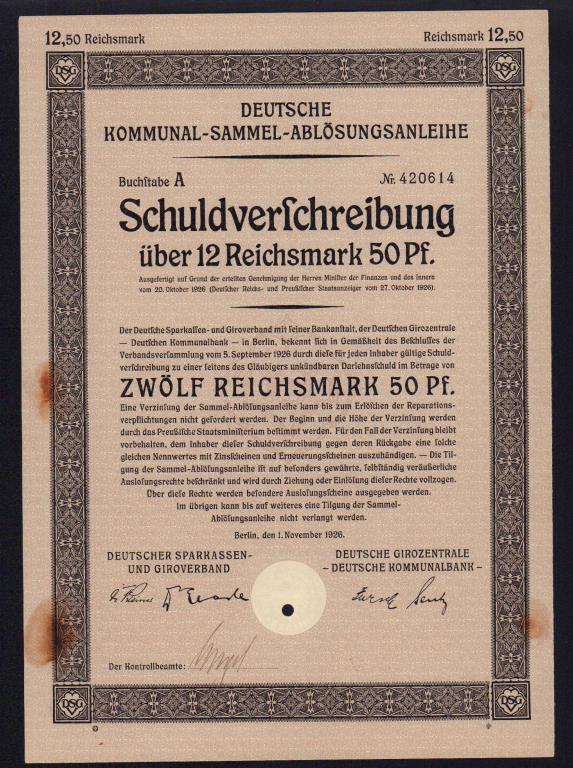 12,50 Reichsmark
Reichsmark 12,50
DSG DSG
DEUTSCHE
KOMMUNAL-SAMMEL-ABLÖSUNGSANLEIHE
Buchſtabe A
Nr. 420614
Schuldverſchreibung
über 12 Reichsmark 50 Pf.
Ausgefertigt auf Grund der erteilten Genehmigung der Herren Miniſter der Finanzen und des Innern
vom 20. Oktober 1926 (Deutſcher Reichs- und Preußiſcher Staatsanzeiger vom 27. Oktober 1926).
Der Deutſche Sparkaſſen- und Giroverband mit ſeiner Bankanſtalt, der Deutſchen Girozentrale
— Deutſchen Kommunalbank — in Berlin, bekennt ſich in Gemäßheit des Beſchluſſes der
Verbandsverſammlung vom 5. September 1926 durch dieſe für jeden Inhaber gültige Schuld-
verſchreibung zu einer ſeitens des Gläubigers unkündbaren Darlehnsſchuld im Betrage von
ZWÖLF REICHSMARK 50 Pf.
Eine Verzinſung der Sammel-Ablöſungsanleihe kann bis zum Erlöſchen der Reparations-
verpflichtungen nicht gefordert werden. Der Beginn und die Höhe der Verzinſung werden
durch das Preußiſche Staatsminiſterium beſtimmt werden. Für den Fall der Verzinſung bleibt
vorbehalten, dem Inhaber dieſer Schuldverſchreibung gegen deren Rückgabe eine ſolche
gleichen Nennwertes mit Zinsſcheinen und Erneuerungsſcheinen auszuhändigen. — Die Til-
gung der Sammel-Ablöſungsanleihe iſt auf beſonders gewährte, ſelbſtändig veräußerliche
Ausloſungsrechte beſchränkt und wird durch Ziehung oder Einlöſung dieſer Rechte vollzogen.
Über dieſe Rechte werden beſondere Ausloſungsſcheine ausgegeben werden.
Im übrigen kann bis auf weiteres eine Tilgung der Sammel-
Ablöſungsanleihe nicht verlangt werden.
Berlin, den 1. November 1926.
DEUTSCHER SPARKASSEN-
UND GIROVERBAND
DEUTSCHE GIROZENTRALE
– DEUTSCHE KOMMUNALBANK –
Der Kontrollbeamte:
DSG DSG